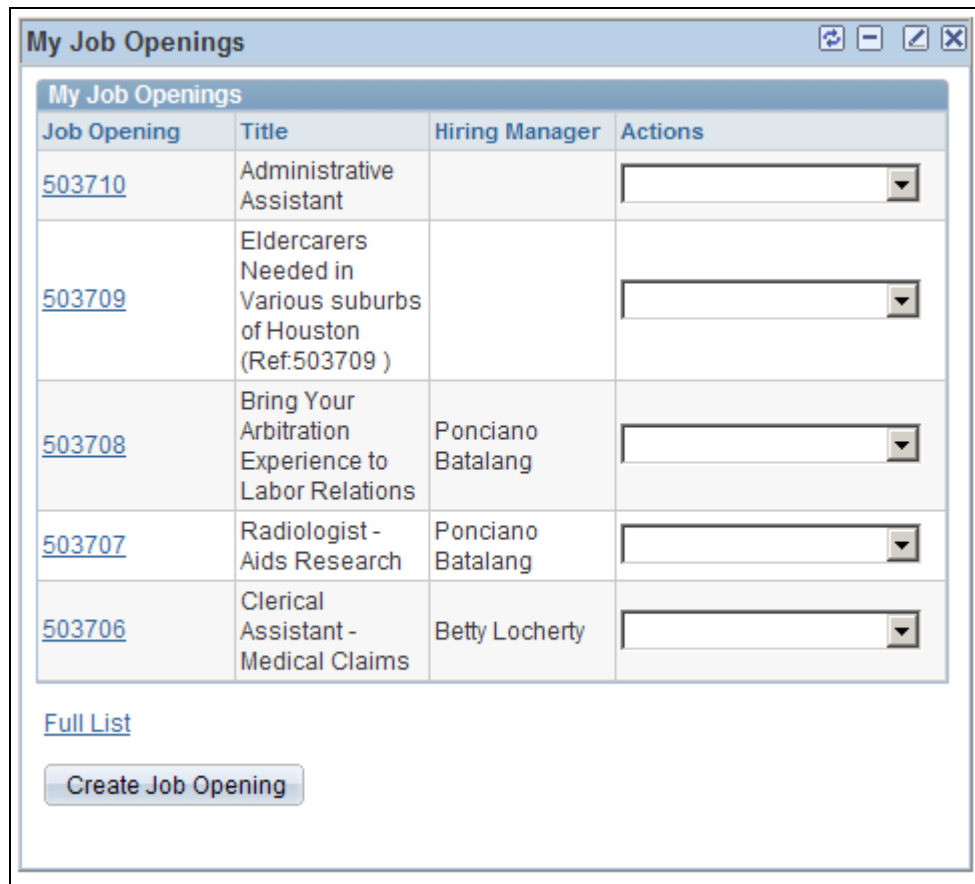 My Job Openings
My Job Openings
Job Opening Title Hiring Manager Actions
503710
Administrative
Assistant
503709
Eldercarers
Needed in
Various suburbs
of Houston
(Ref:503709 )
503708
Bring Your
Arbitration
Experience to
Labor Relations
Ponciano
Batalang
503707
Radiologist -
Aids Research
Ponciano
Batalang
503706
Clerical
Assistant -
Medical Claims
Betty Locherty
Full List
Create Job Opening